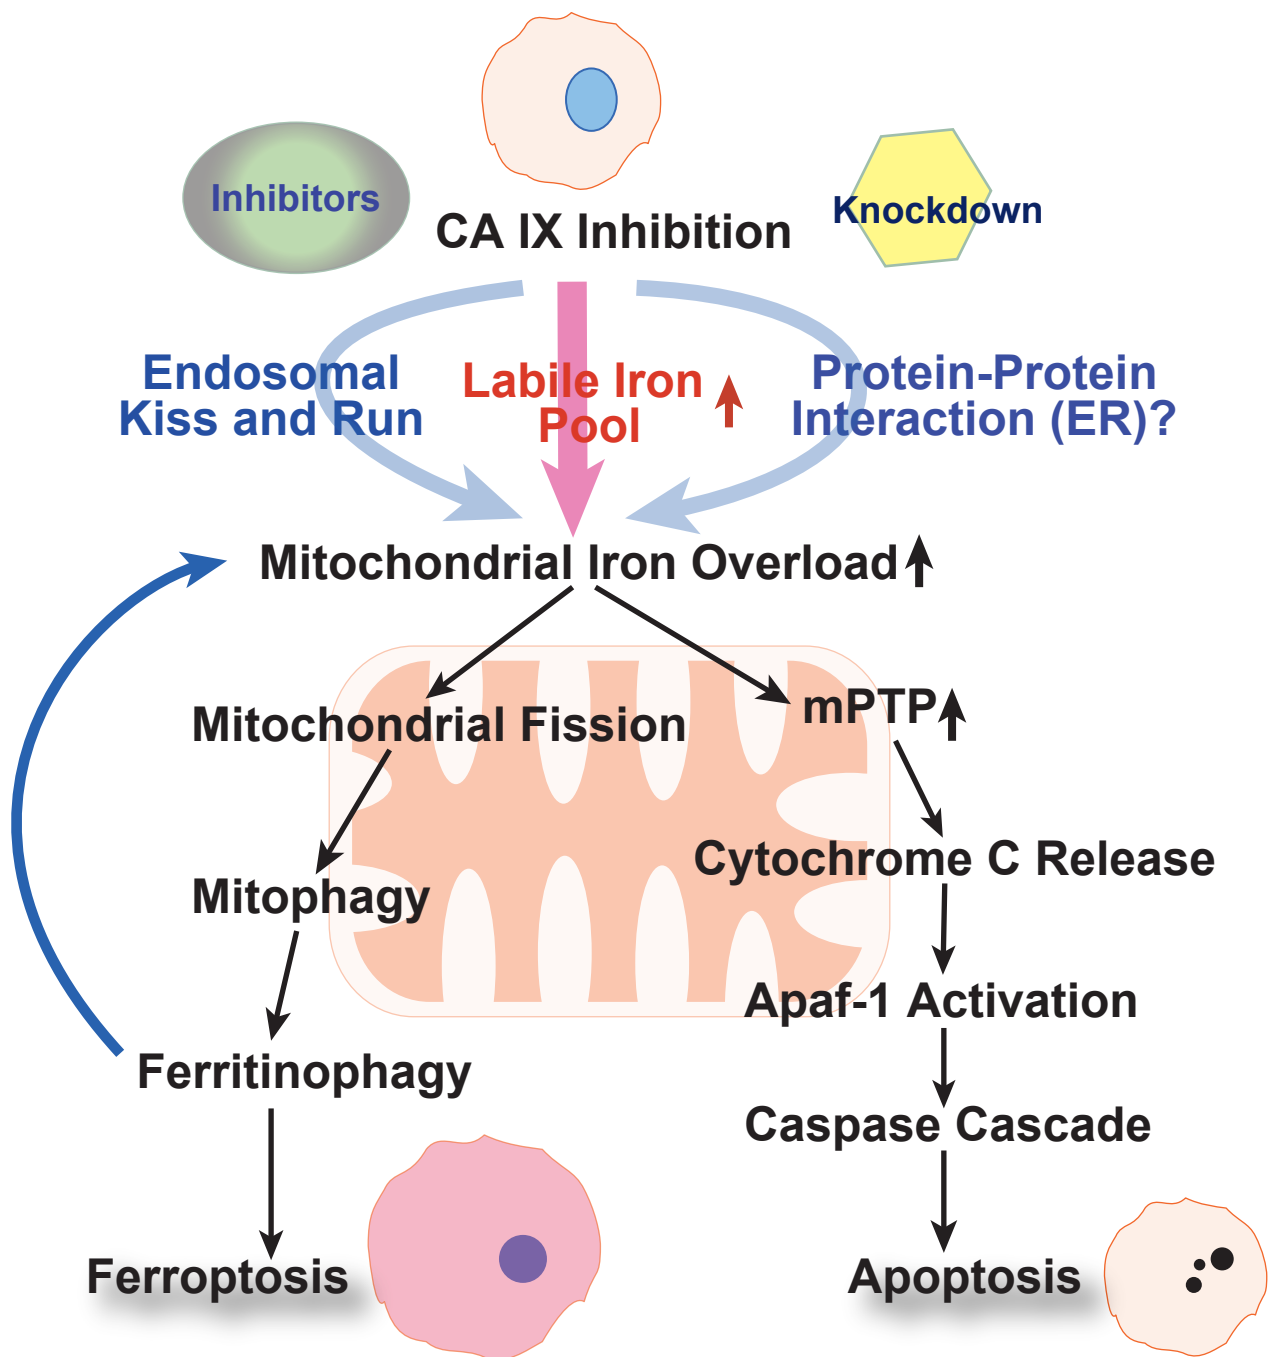 Inhibitors
CA IX Inhibition
Knockdown
Endosomal
Kiss and Run
Labile Iron
Pool
Protein-Protein
Interaction (ER)?
Mitochondrial Iron Overload
Mitochondrial Fission
mPTP
Mitophagy
Cytochrome C Release
Apaf-1 Activation
Ferritinophagy
Caspase Cascade
Ferroptosis
Apoptosis